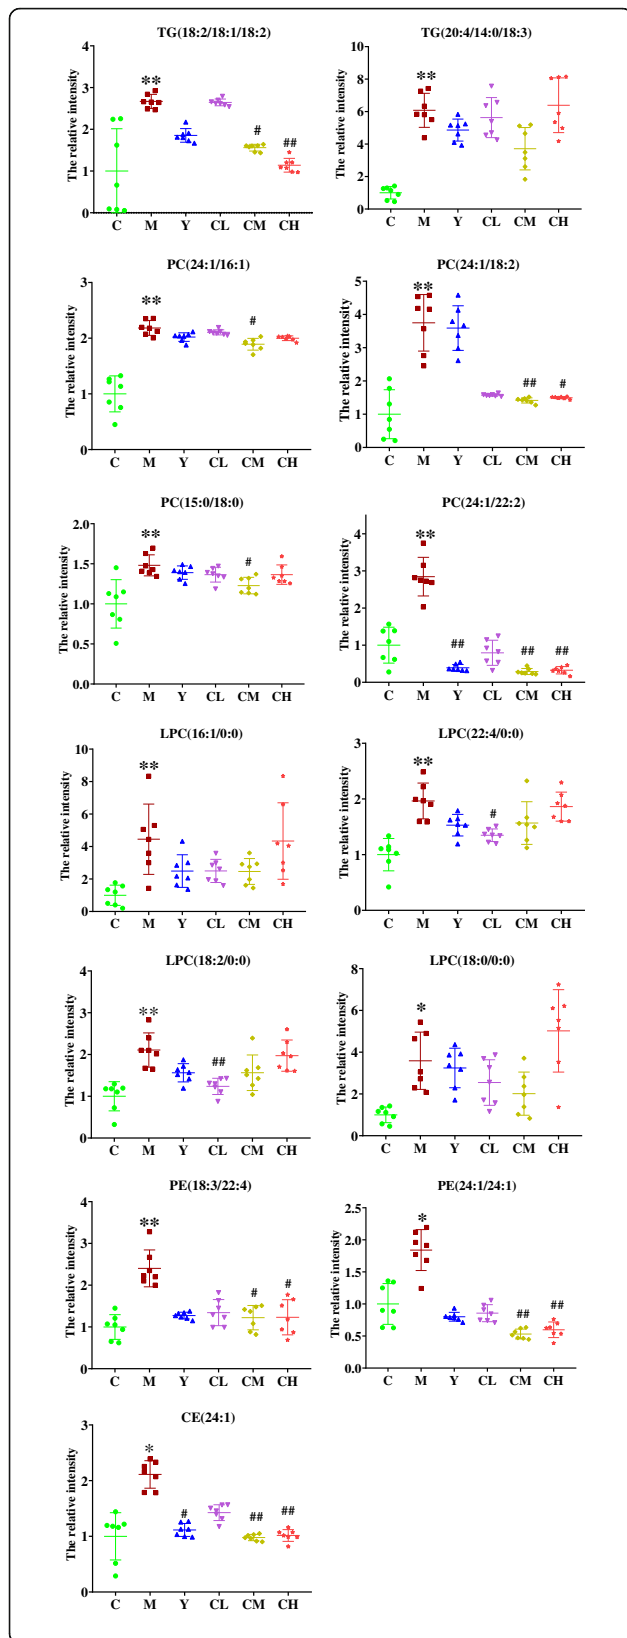 TG(18:2/18:1/18:2)
The relative intensity
4
3
2
1
0
**
#
##
C M Y CL CM CH
TG(20:4/14:0/18:3)
The relative intensity
10
8
6
4
2
0
**
C M Y CL CM CH
PC(24:1/16:1)
The relative intensity
3
2
1
0
**
#
C M Y CL CM CH
PC(24:1/18:2)
The relative intensity
5
4
3
2
1
0
**
##
#
C M Y CL CM CH
PC(15:0/18:0)
The relative intensity
2.0
1.5
1.0
0.5
0.0
**
#
C M Y CL CM CH
PC(24:1/22:2)
The relative intensity
4
3
2
1
0
**
##
##
##
C M Y CL CM CH
LPC(16:1/0:0)
The relative intensity
10
8
6
4
2
0
**
C M Y CL CM CH
LPC(22:4/0:0)
The relative intensity
3
2
1
0
**
#
C M Y CL CM CH
LPC(18:2/0:0)
The relative intensity
4
3
2
1
0
**
##
C M Y CL CM CH
LPC(18:0/0:0)
The relative intensity
8
6
4
2
0
*
C M Y CL CM CH
PE(18:3/22:4)
The relative intensity
4
3
2
1
0
**
#
#
C M Y CL CM CH
PE(24:1/24:1)
The relative intensity
2.0
1.5
1.0
0.5
0.0
*
##
##
C M Y CL CM CH
CE(24:1)
The relative intensity
3
2
1
0
*
#
##
##
C M Y CL CM CH